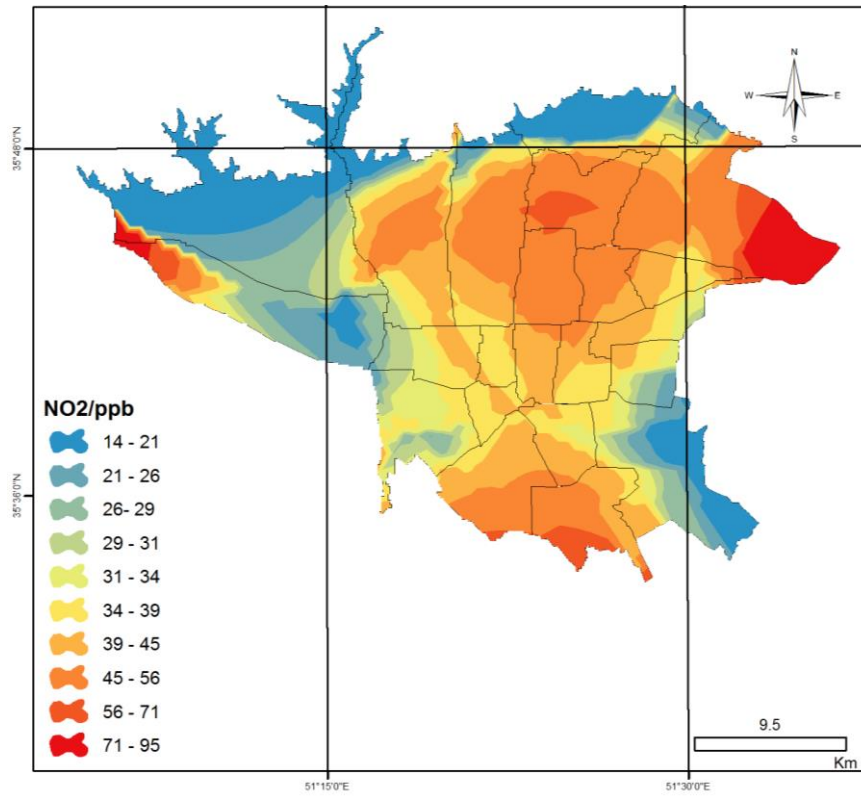 N
W E
S
35°48'0"N
NO2/ppb
14 - 21
21 - 26
26- 29
29 - 31
31 - 34
34 - 39
39 - 45
45 - 56
56 - 71
71 - 95
35°36'0"N
9.5
Km
51°15'0"E
51°30'0"E